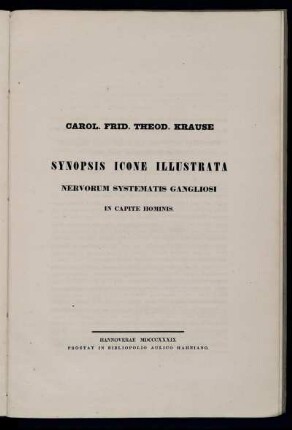 CAROL. FRID. THEOD. KRAUSE
SYNOPSIS ICONE ILLUSTRATA
NERVORUM SYSTEMATIS GANGLIOSI
IN CAPITE HOMINIS.
HANNOVERAE MDCCCXXXIX.
PROSTAT IN BIBLIOPOLIO AULICO HAHNIANO.